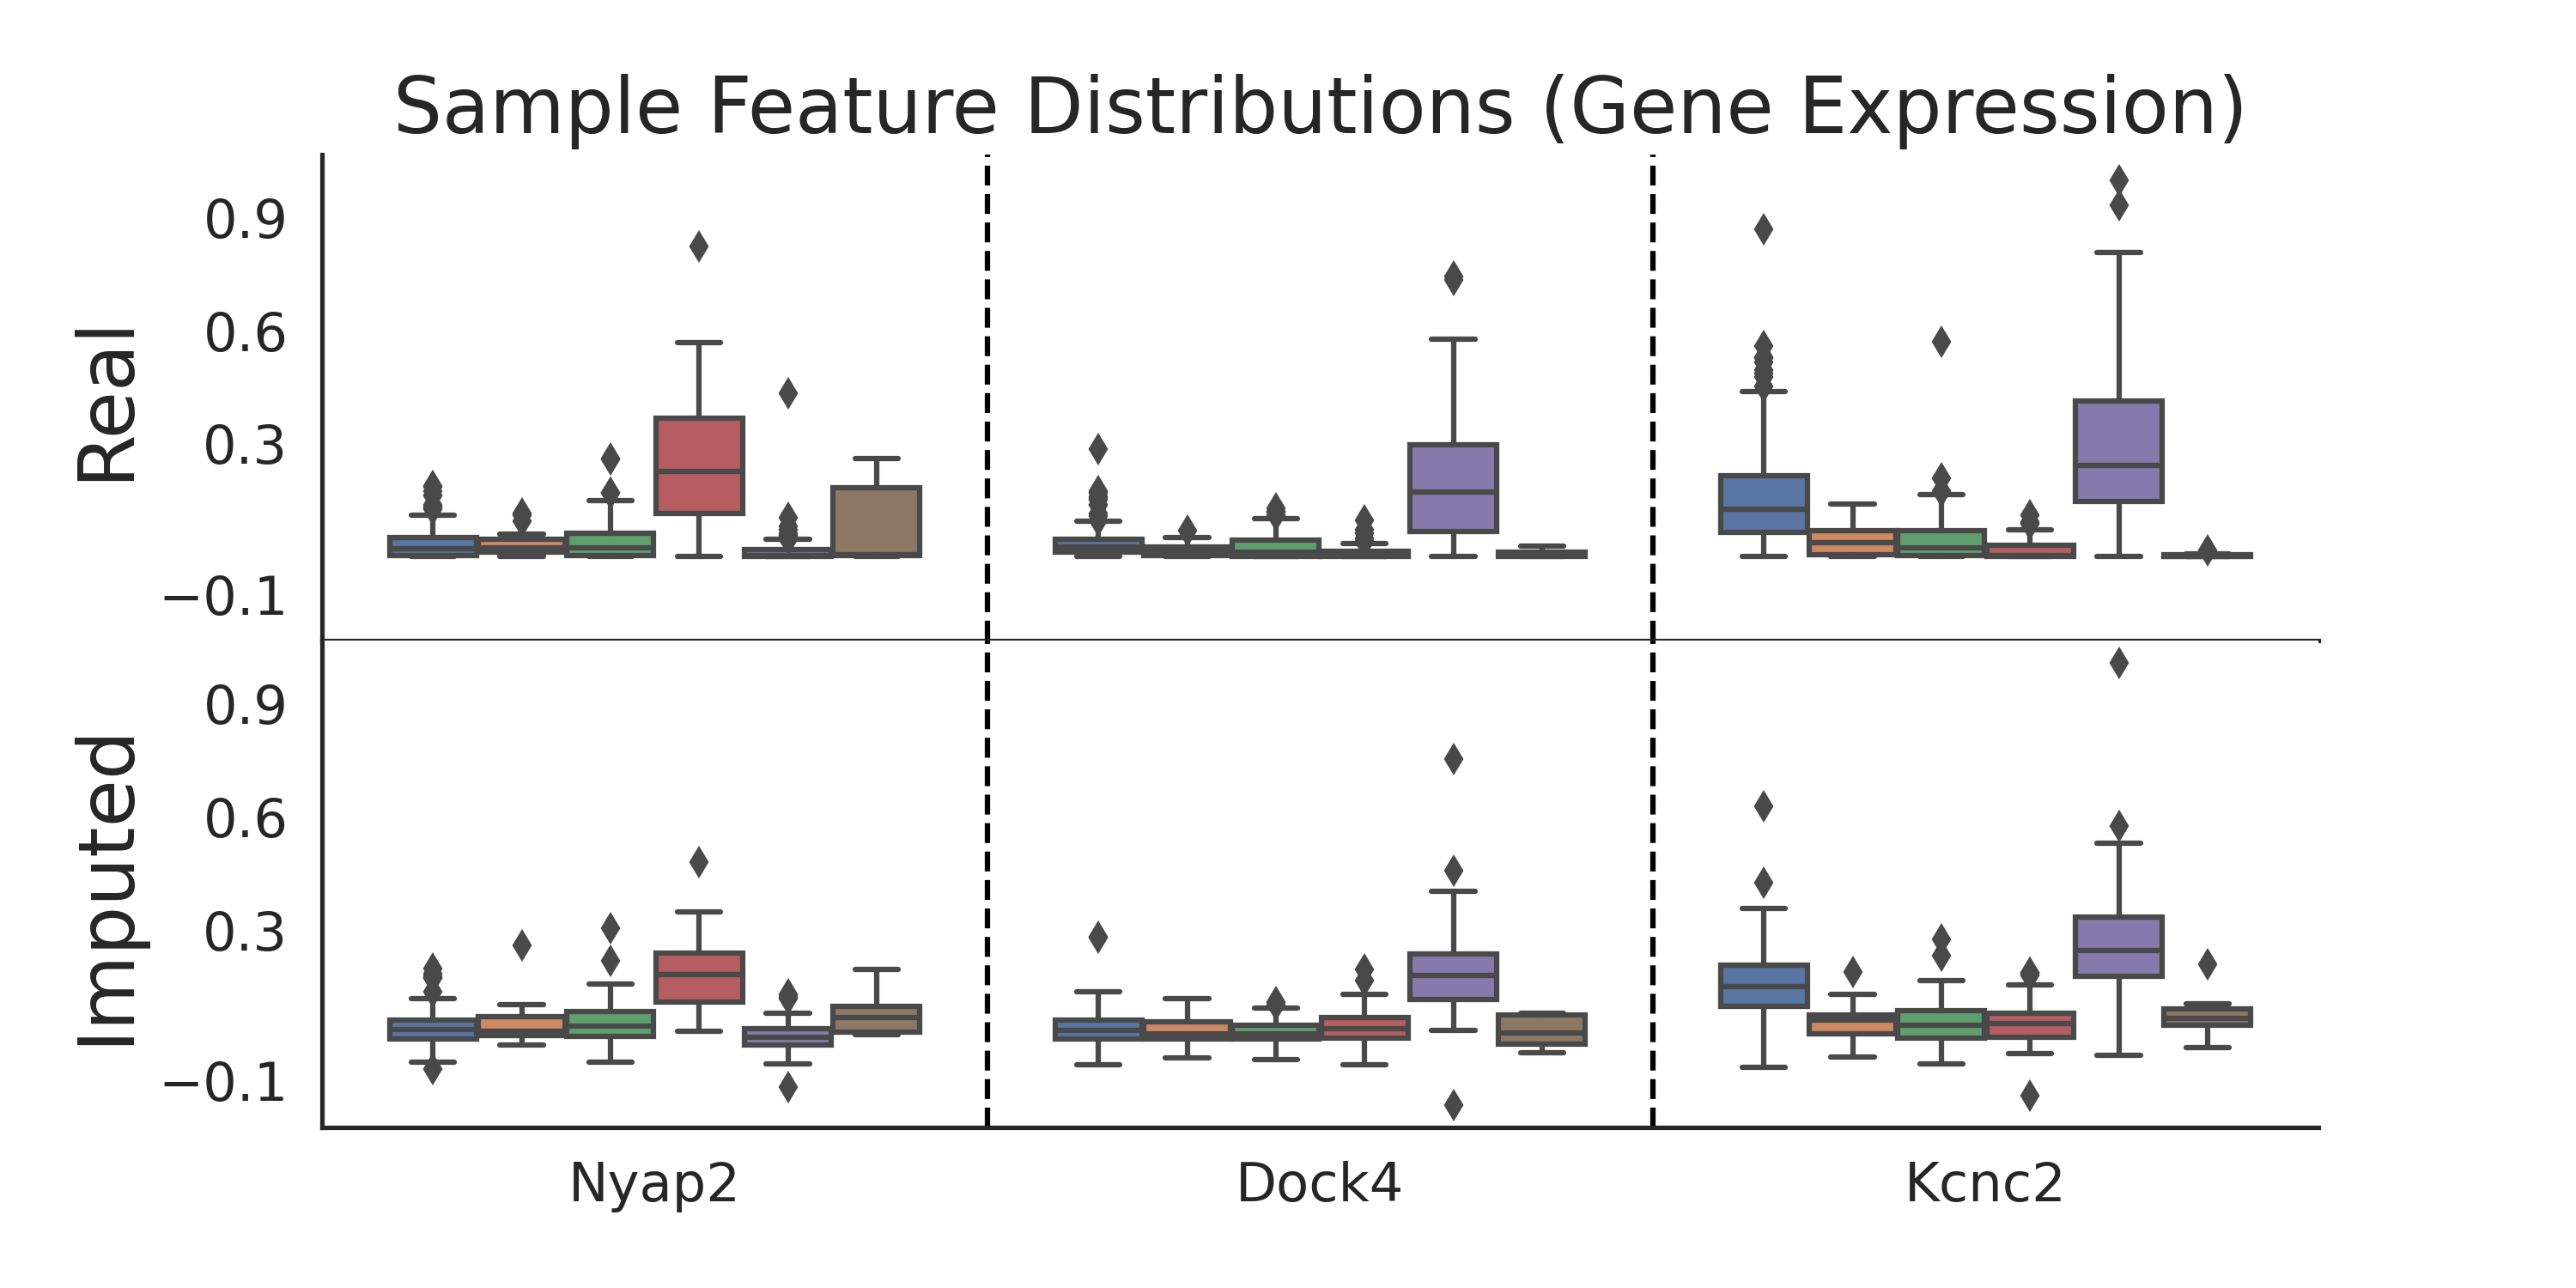 Sample Feature Distributions (Gene Expression)
Real
0.9
0.6
0.3
−0.1
Imputed
0.9
0.6
0.3
−0.1
Nyap2 Dock4 Kcnc2